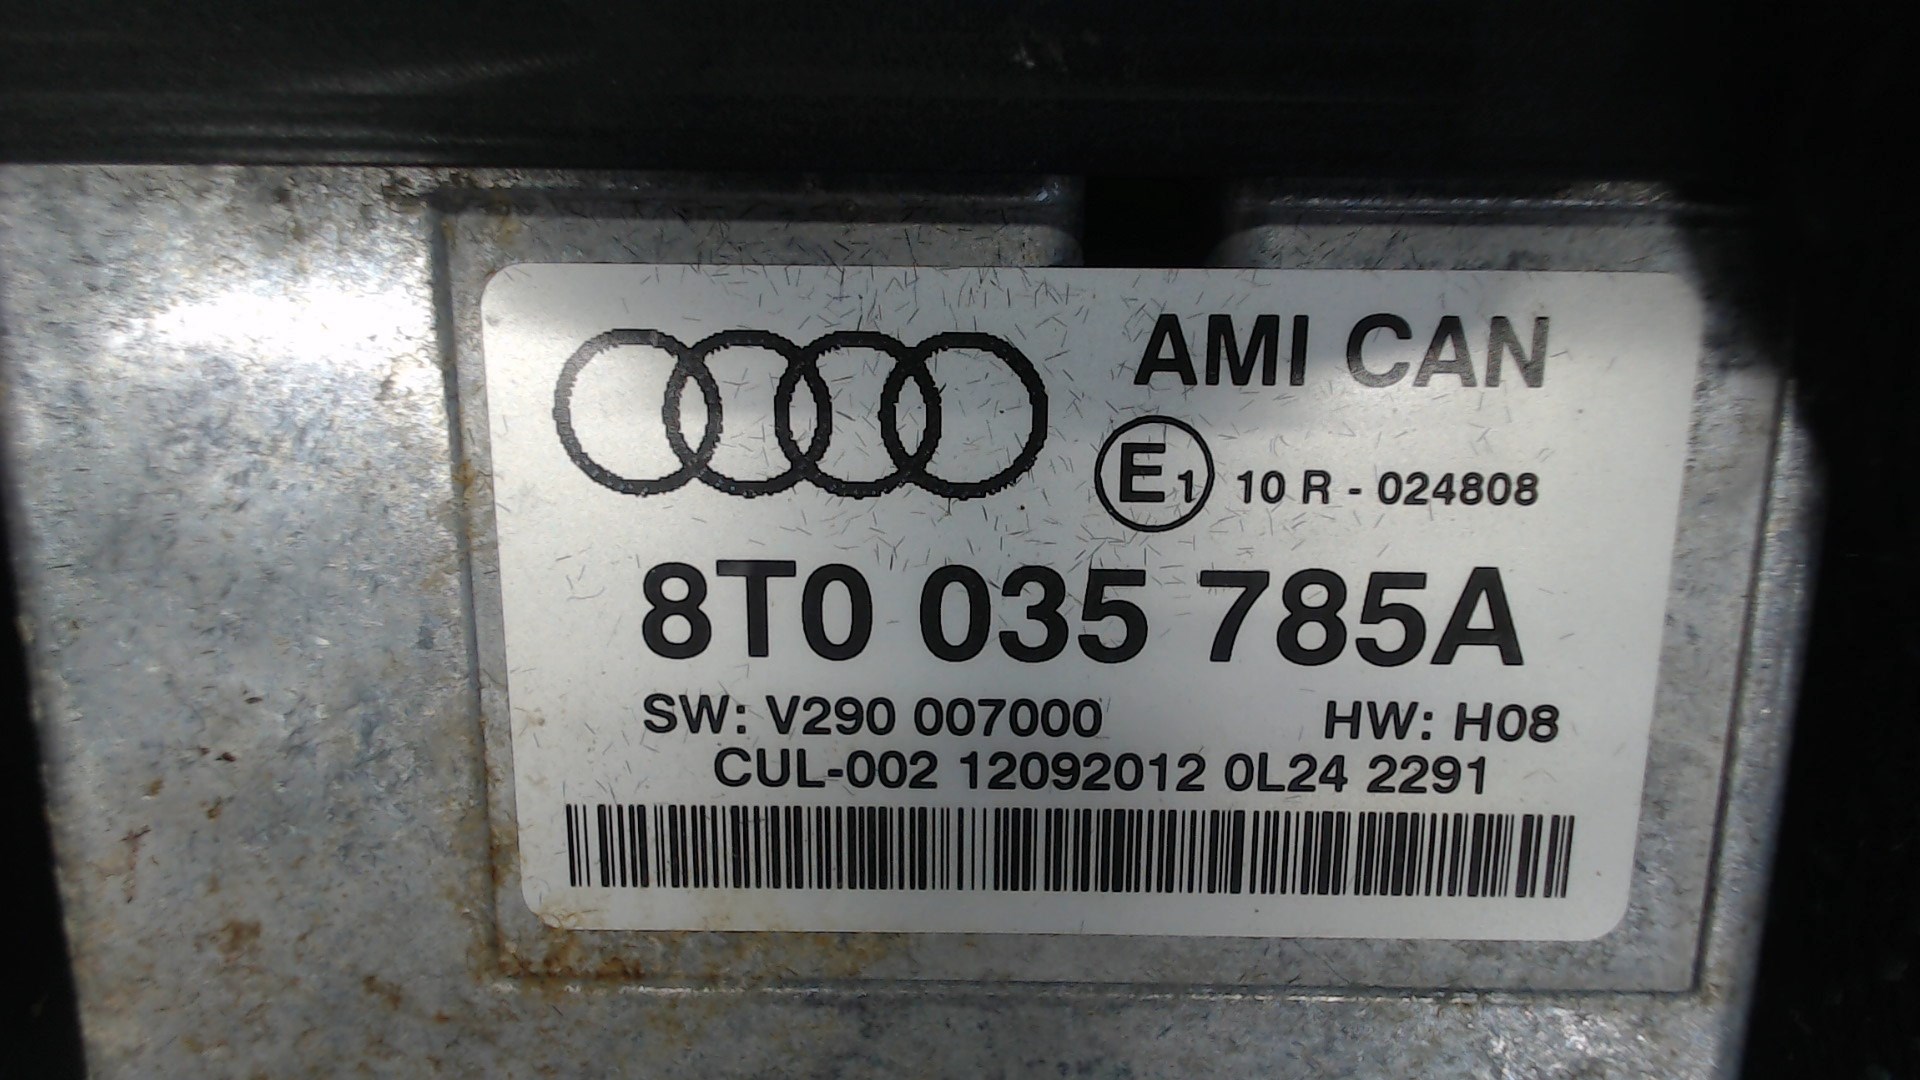 AMI CAN
E1 10 R - 024808
8T0 035 785A
SW: V290 007000 HW: H08
CUL-002 12092012 0L24 2291